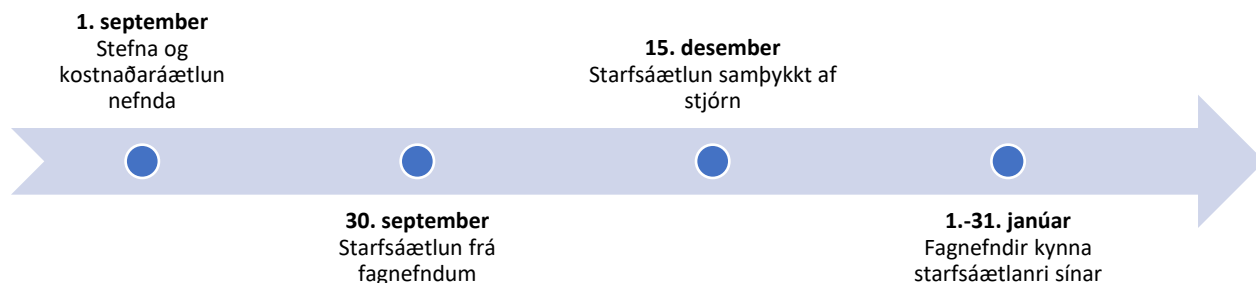 1. september
Stefna og
kostnaðaráætlun
nefnda
30. september
Starfsáætlun frá
fagnefndum
15. desember
Starfsáætlun samþykkt af
stjórn
1.-31. janúar
Fagnefndir kynna
starfsáætlanri sínar